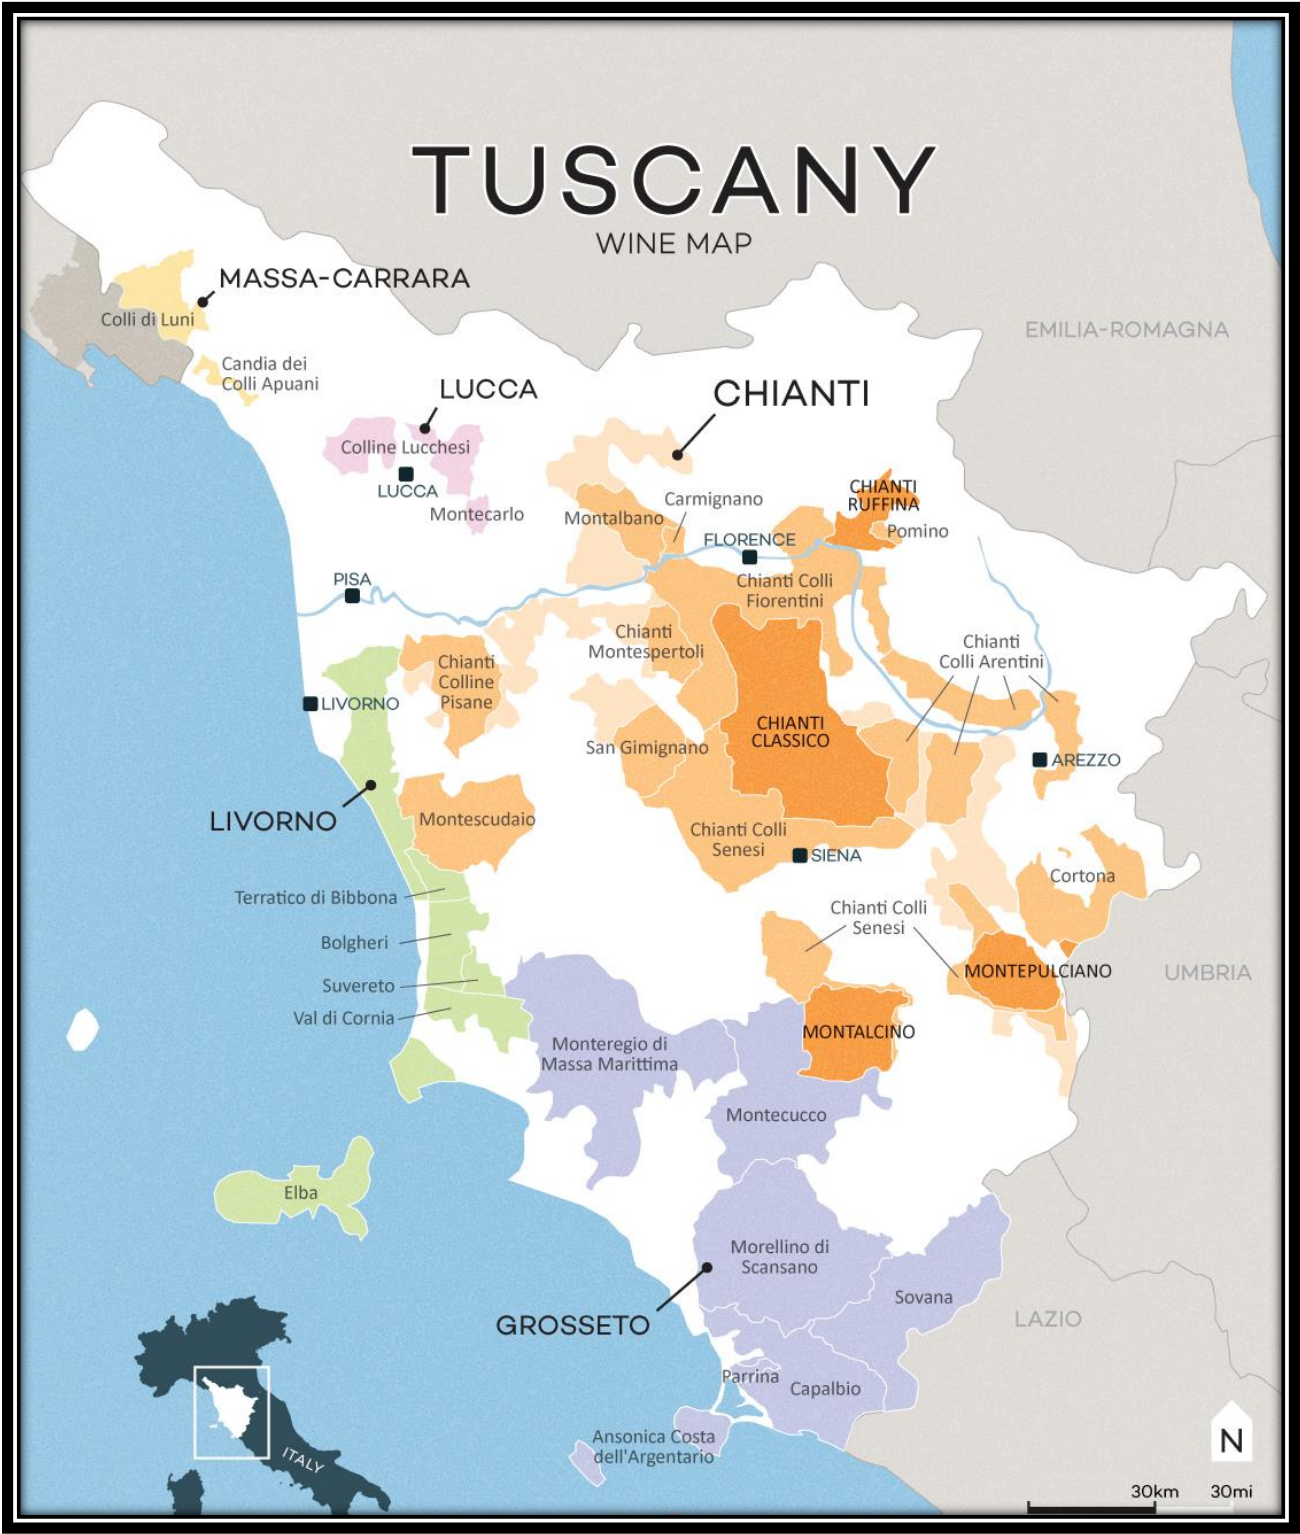 TUSCANY
WINE MAP
MASSA-CARRARA
Colli di Luni
EMILIA-ROMAGNA
Candia dei
Colli Apuani
LUCCA
CHIANTI
Colline Lucchesi
LUCCA
Montecarlo
Montalbano
Carmignano
CHIANTI
RUFFINA
Pomino
FLORENCE
PISA
Chianti Colli
Fiorentini
Chianti
Montespertoli
Chianti
Colli Arentini
Chianti
Colline
Pisane
LIVORNO
CHIANTI
CLASSICO
San Gimignano
AREZZO
LIVORNO
Montescudaio
Chianti Colli
Senesi
SIENA
Cortona
Terratico di Bibbona
Chianti Colli
Senesi
Bolgheri
MONTEPULCIANO
UMBRIA
Suvereto
Val di Cornia
MONTALCINO
Monteregio di
Massa Marittima
Montecucco
Elba
Morellino di
Scansano
Sovana
GROSSETO
LAZIO
Parrina
Capalbio
Ansonica Costa
dell'Argentario
ITALY
N
30km 30mi